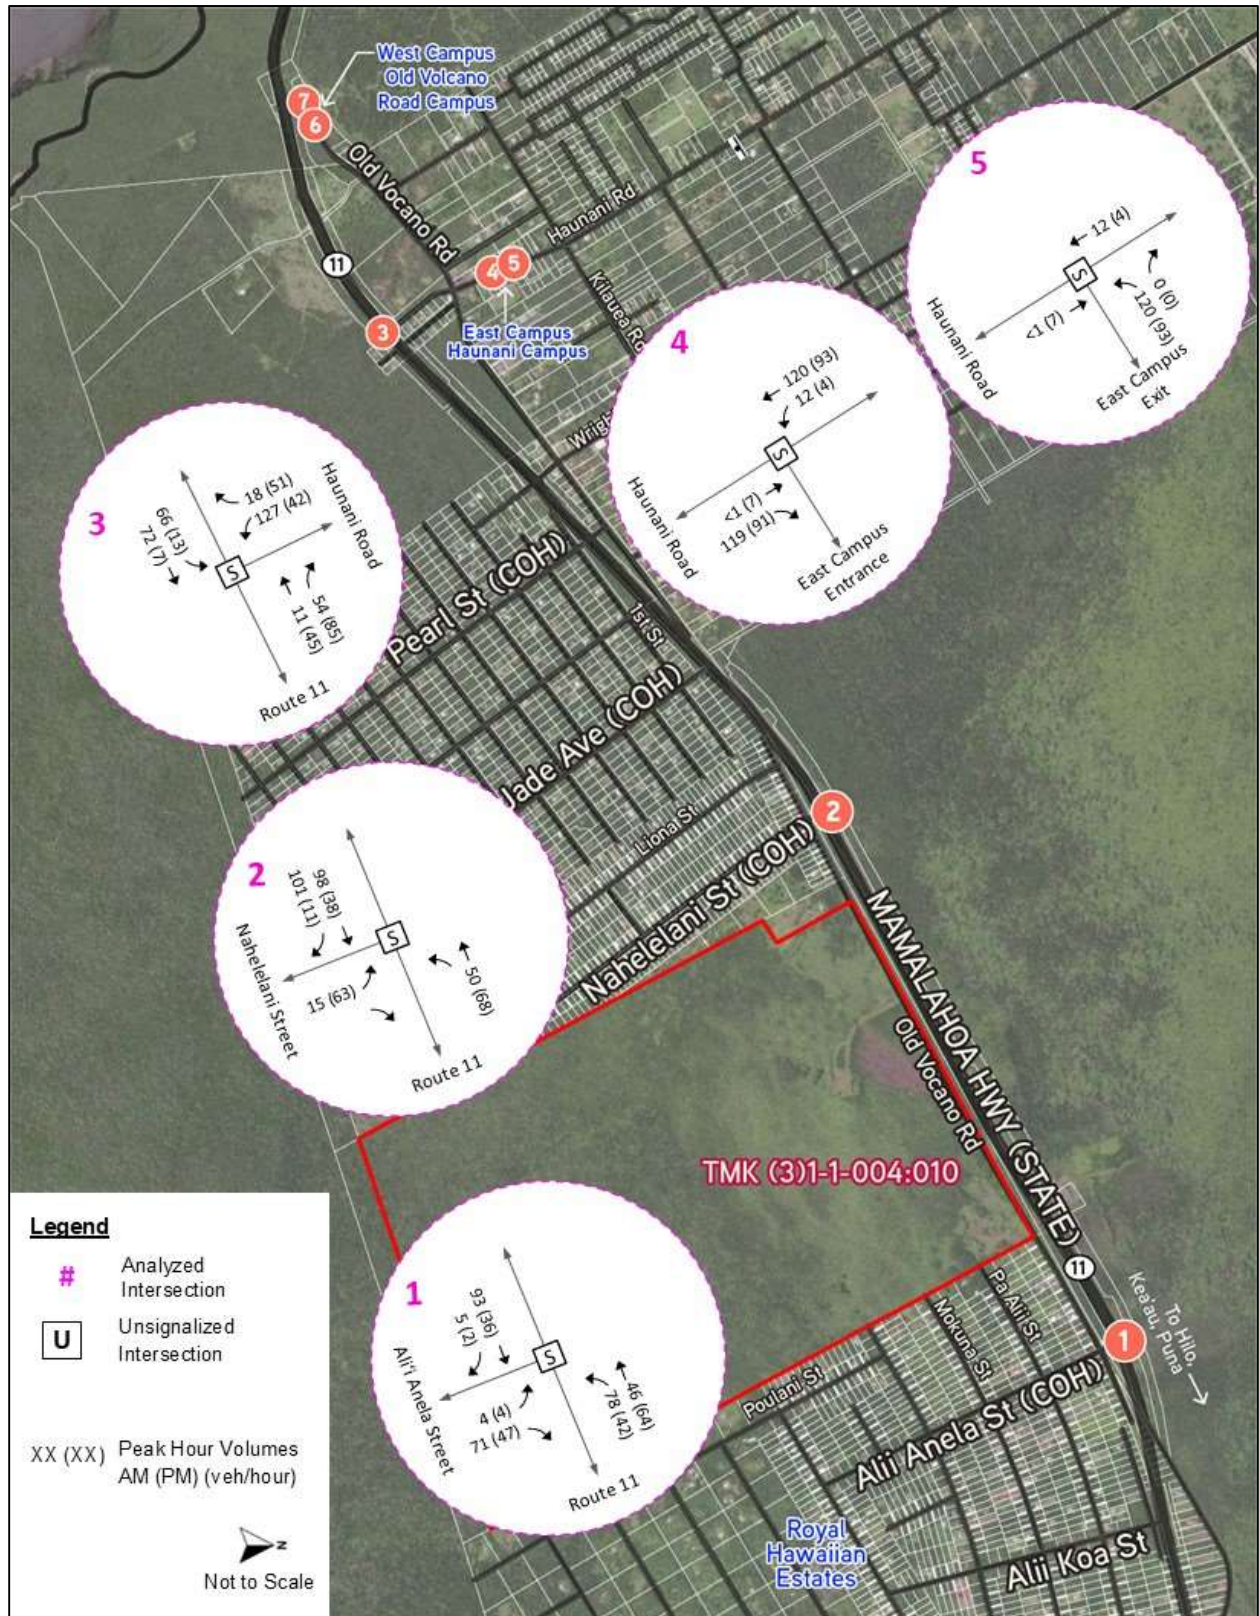 West Campus
Old Volcano
Road Campus
7
6
Old Vocano Rd
Haunani Rd
11
4
5
3
East Campus
Haunani Campus
Kilauea
5
12 (4)
S
0 (0)
120 (93)
<1 (7)
Haunani Road
East Campus
Exit
4
120 (93)
12 (4)
S
<1 (7)
119 (91)
Haunani Road
East Campus
Entrance
3
18 (51)
127 (42)
66 (13)
72 (7)
S
Haunani Road
54 (85)
11 (45)
Route 11
Pearl St (COH)
1st St
Jade Ave (COH)
Liona St
Nahelelani St (COH)
2
2
98 (38)
101 (11)
S
Nahelelani Street
15 (63)
50 (68)
Route 11
MAMALAHOA HWY (STATE)
Old Vocano Rd
TMK (3)1-1-004:010
11
Kea'au, Puna
To Hilo,
1
1
93 (36)
5 (2)
S
Ali'i Anela Street
4 (4)
71 (47)
46 (64)
78 (42)
Route 11
Pa Alii St
Mokuna St
Poulani St
Alii Anela St (COH)
Royal
Hawaiian
Estates
Alii Koa St
Legend
# Analyzed
Intersection
U Unsignalized
Intersection
XX (XX) Peak Hour Volumes
AM (PM) (veh/hour)
N
Not to Scale